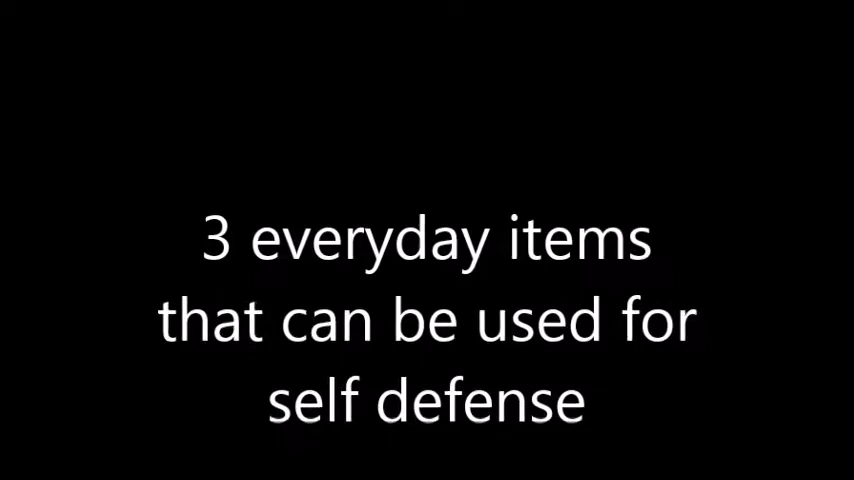 3 everyday items
that can be used for
self defense